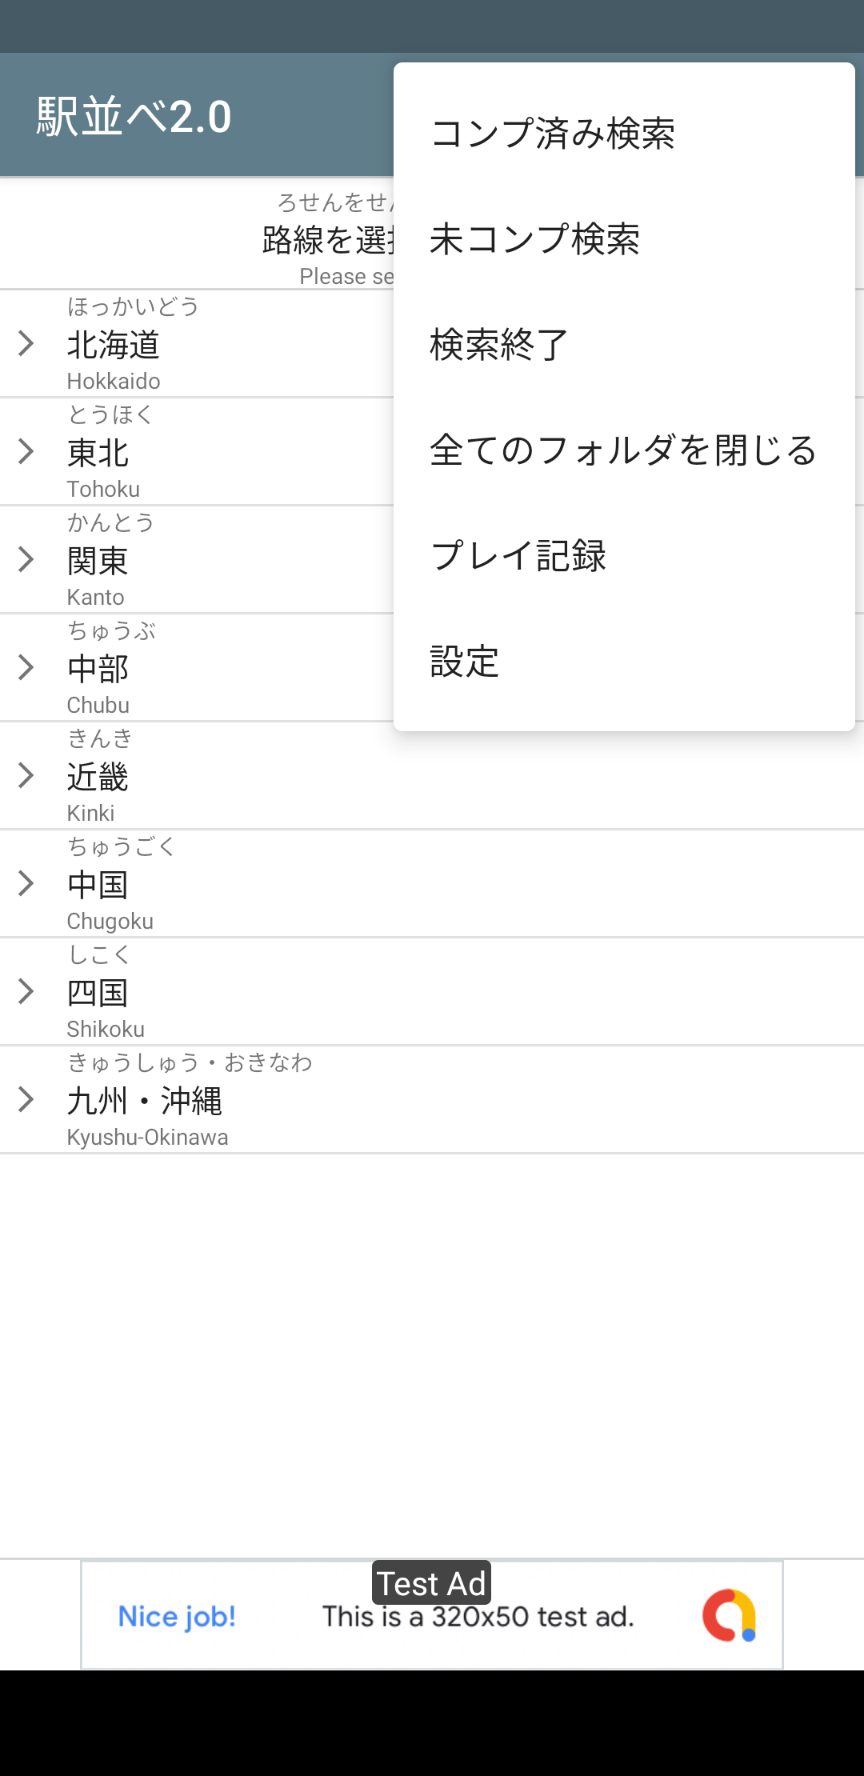 駅並べ2.0
コンプ済み検索
未コンプ検索
検索終了
全てのフォルダを閉じる
プレイ記録
設定
ろせんをせ
路線を選
Please se
ほっかいどう
北海道
Hokkaido
とうほく
東北
Tohoku
かんとう
関東
Kanto
ちゅうぶ
中部
Chubu
きんき
近畿
Kinki
ちゅうごく
中国
Chugoku
しこく
四国
Shikoku
きゅうしゅう・おきなわ
九州・沖縄
Kyushu-Okinawa
Test Ad
Nice job!
This is a 320x50 test ad.